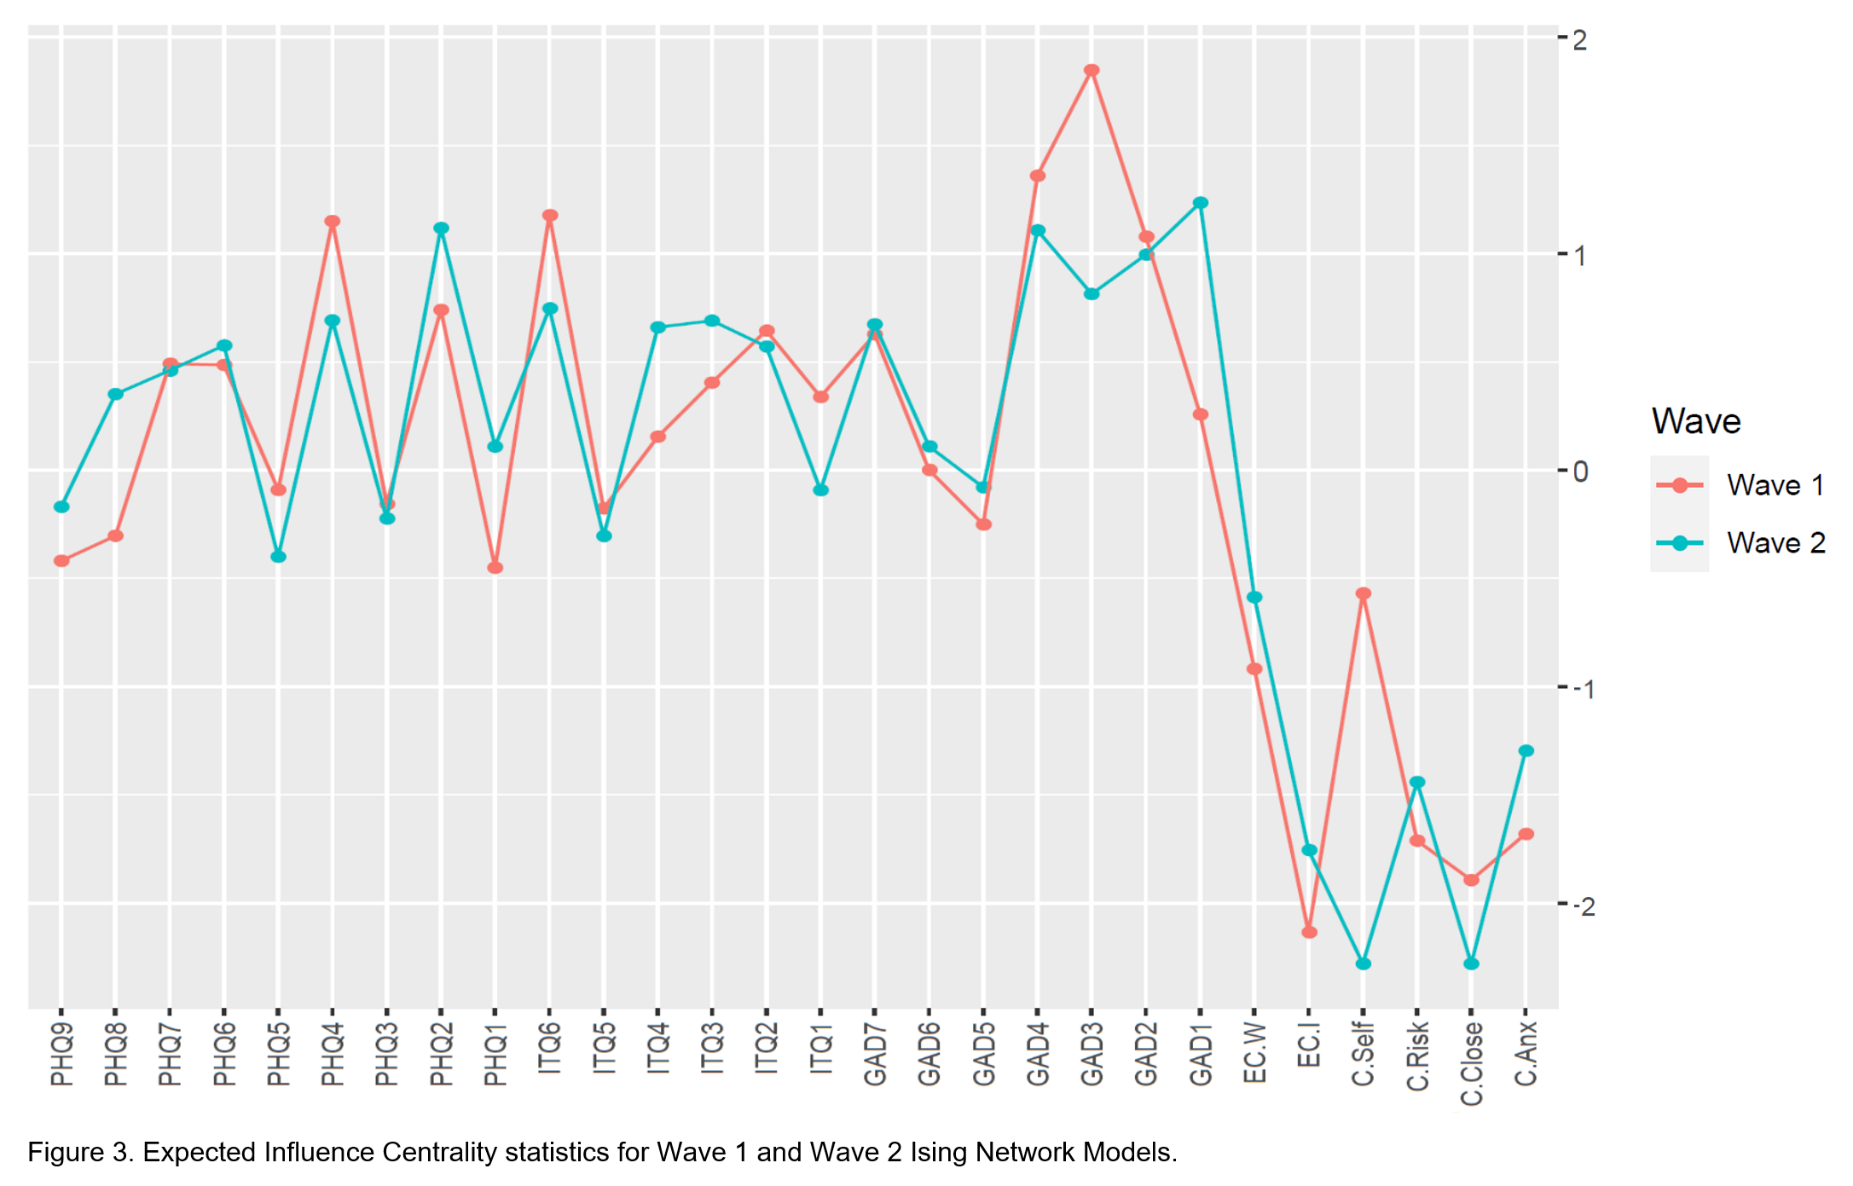 2
1
0
-1
-2
Wave
Wave 1
Wave 2
PHQ9
PHQ8
PHQ7
PHQ6
PHQ5
PHQ4
PHQ3
PHQ2
PHQ1
ITQ6
ITQ5
ITQ4
ITQ3
ITQ2
ITQ1
GAD7
GAD6
GAD5
GAD4
GAD3
GAD2
GAD1
EC.W
EC.I
C.Self
C.Risk
C.Close
C.Anx
Figure 3. Expected Influence Centrality statistics for Wave 1 and Wave 2 Ising Network Models.